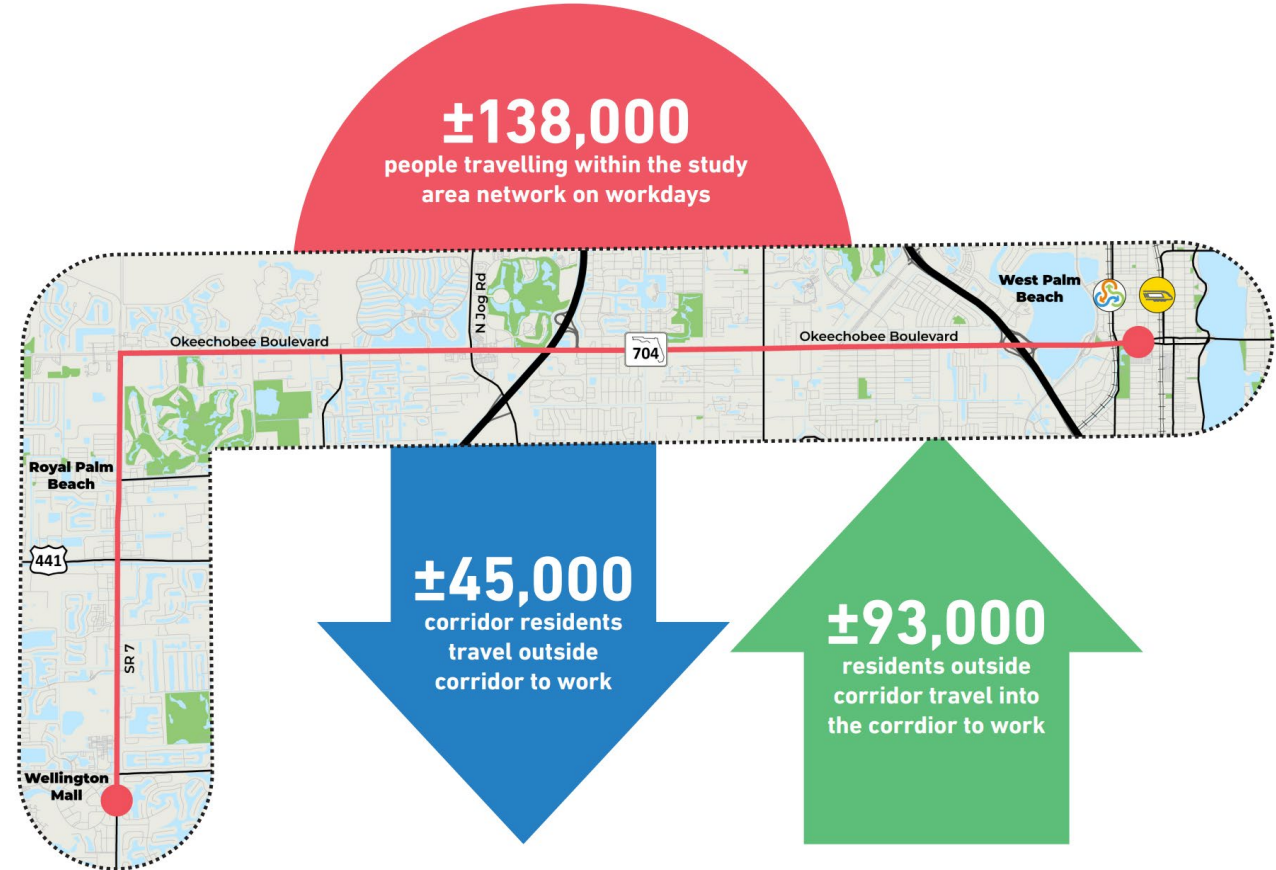 ±138,000
people travelling within the study
area network on workdays
N Jog Rd
West Palm
Beach
Okeechobee Boulevard
704
Okeechobee Boulevard
Royal Palm
Beach
441
SR 7
Wellington
Mall
±45,000
corridor residents
travel outside
corridor to work
±93,000
residents outside
corridor travel into
the corrdior to work